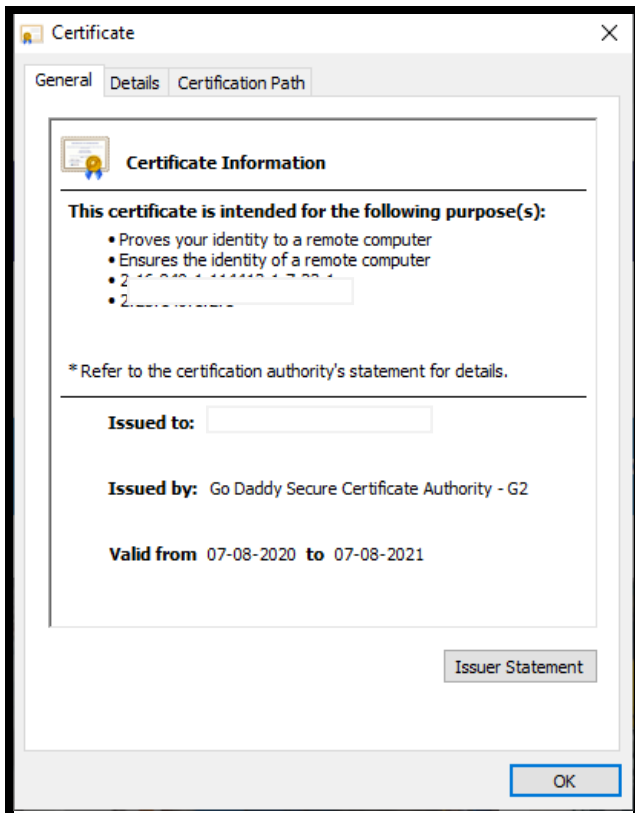 Certificate
General Details Certification Path
Certificate Information
This certificate is intended for the following purpose(s):
• Proves your identity to a remote computer
• Ensures the identity of a remote computer
•
•
* Refer to the certification authority's statement for details.
Issued to:
Issued by: Go Daddy Secure Certificate Authority - G2
Valid from 07-08-2020 to 07-08-2021
Issuer Statement
OK